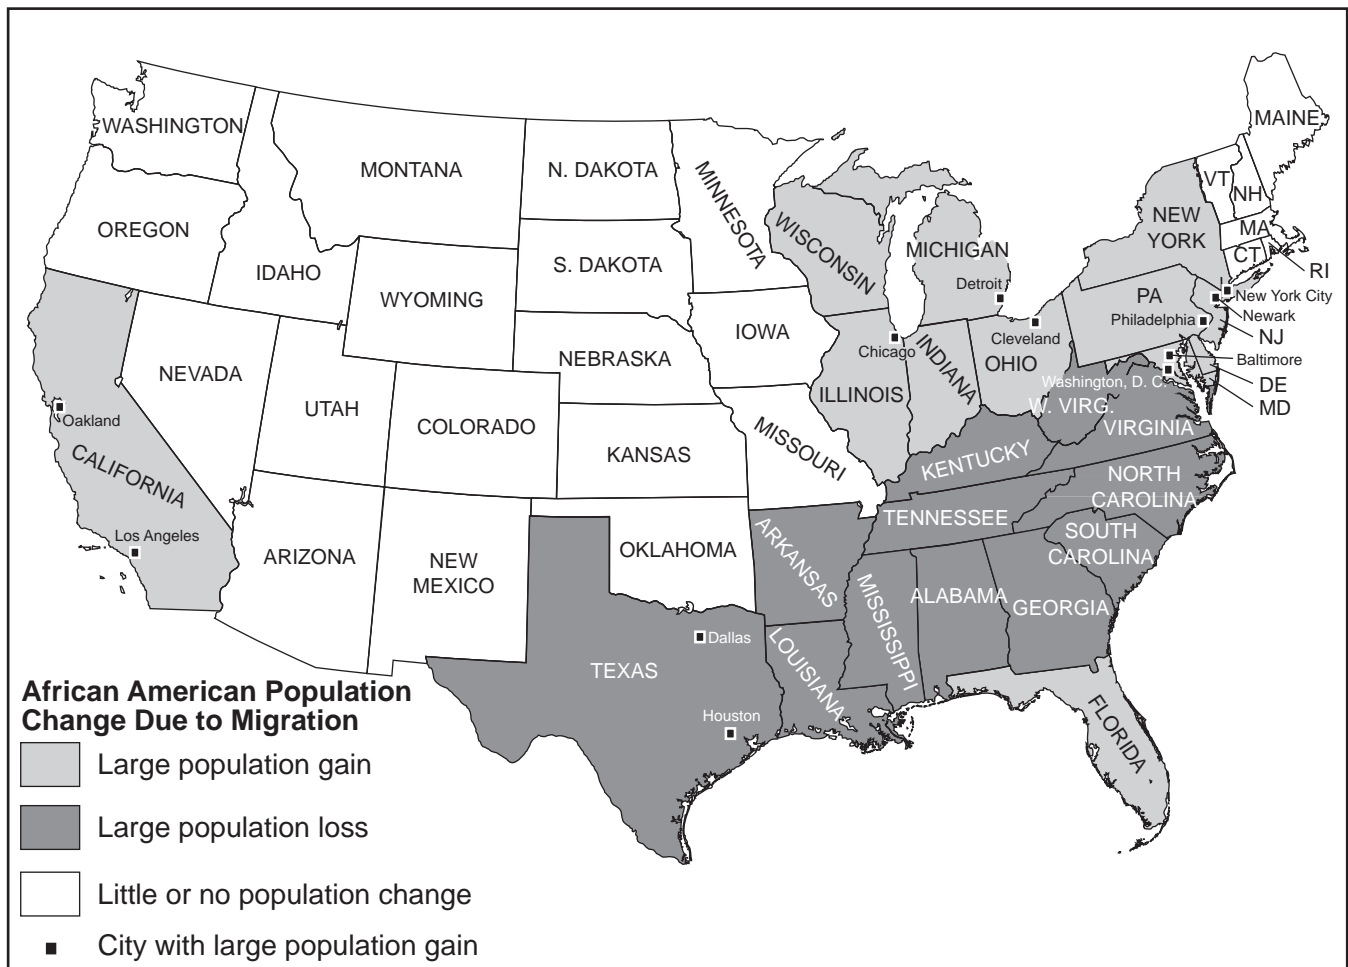 WASHINGTON
OREGON
IDAHO
MONTANA
N. DAKOTA
S. DAKOTA
WYOMING
NEBRASKA
MINNESOTA
IOWA
WISCONSIN
MICHIGAN
Detroit
Chicago
ILLINOIS
INDIANA
OHIO
Cleveland
NEW
YORK
PA
Philadelphia
MAINE
VT
NH
MA
CT
RI
New York City
Newark
NJ
Baltimore
DE
MD
Washington, D. C.
W. VIRG.
VIRGINIA
KENTUCKY
NORTH
CAROLINA
TENNESSEE
SOUTH
CAROLINA
NEVADA
UTAH
COLORADO
KANSAS
MISSOURI
Oakland
CALIFORNIA
Los Angeles
ARIZONA
NEW
MEXICO
OKLAHOMA
ARKANSAS
MISSISSIPPI
ALABAMA
GEORGIA
LOUISIANA
TEXAS
Dallas
Houston
FLORIDA
African American Population
Change Due to Migration
Large population gain
Large population loss
Little or no population change
City with large population gain